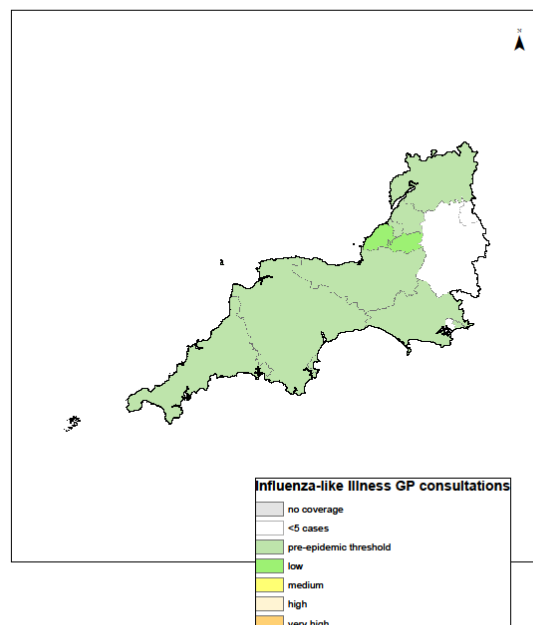 N
Influenza-like Illness GP consultations
no coverage
<5 cases
pre-epidemic threshold
low
medium
high
very high